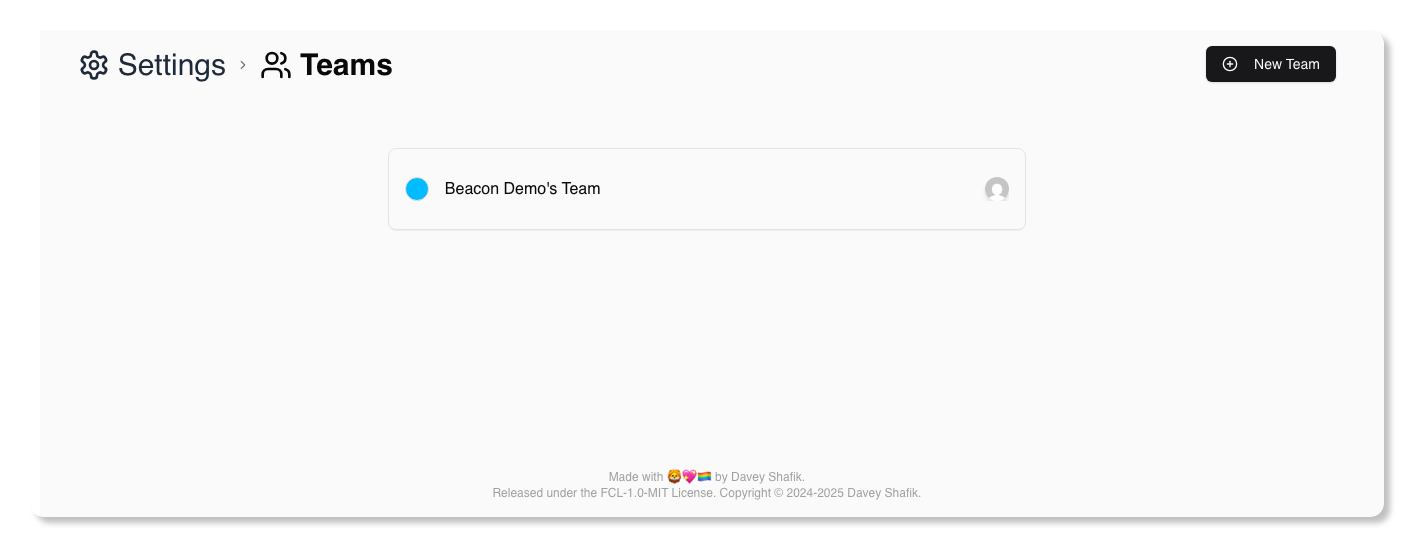 Settings > Teams
New Team
Beacon Demo's Team
Made with 🦁💖🏳️‍🌈 by Davey Shafik.
Released under the FCL-1.0-MIT License. Copyright © 2024-2025 Davey Shafik.